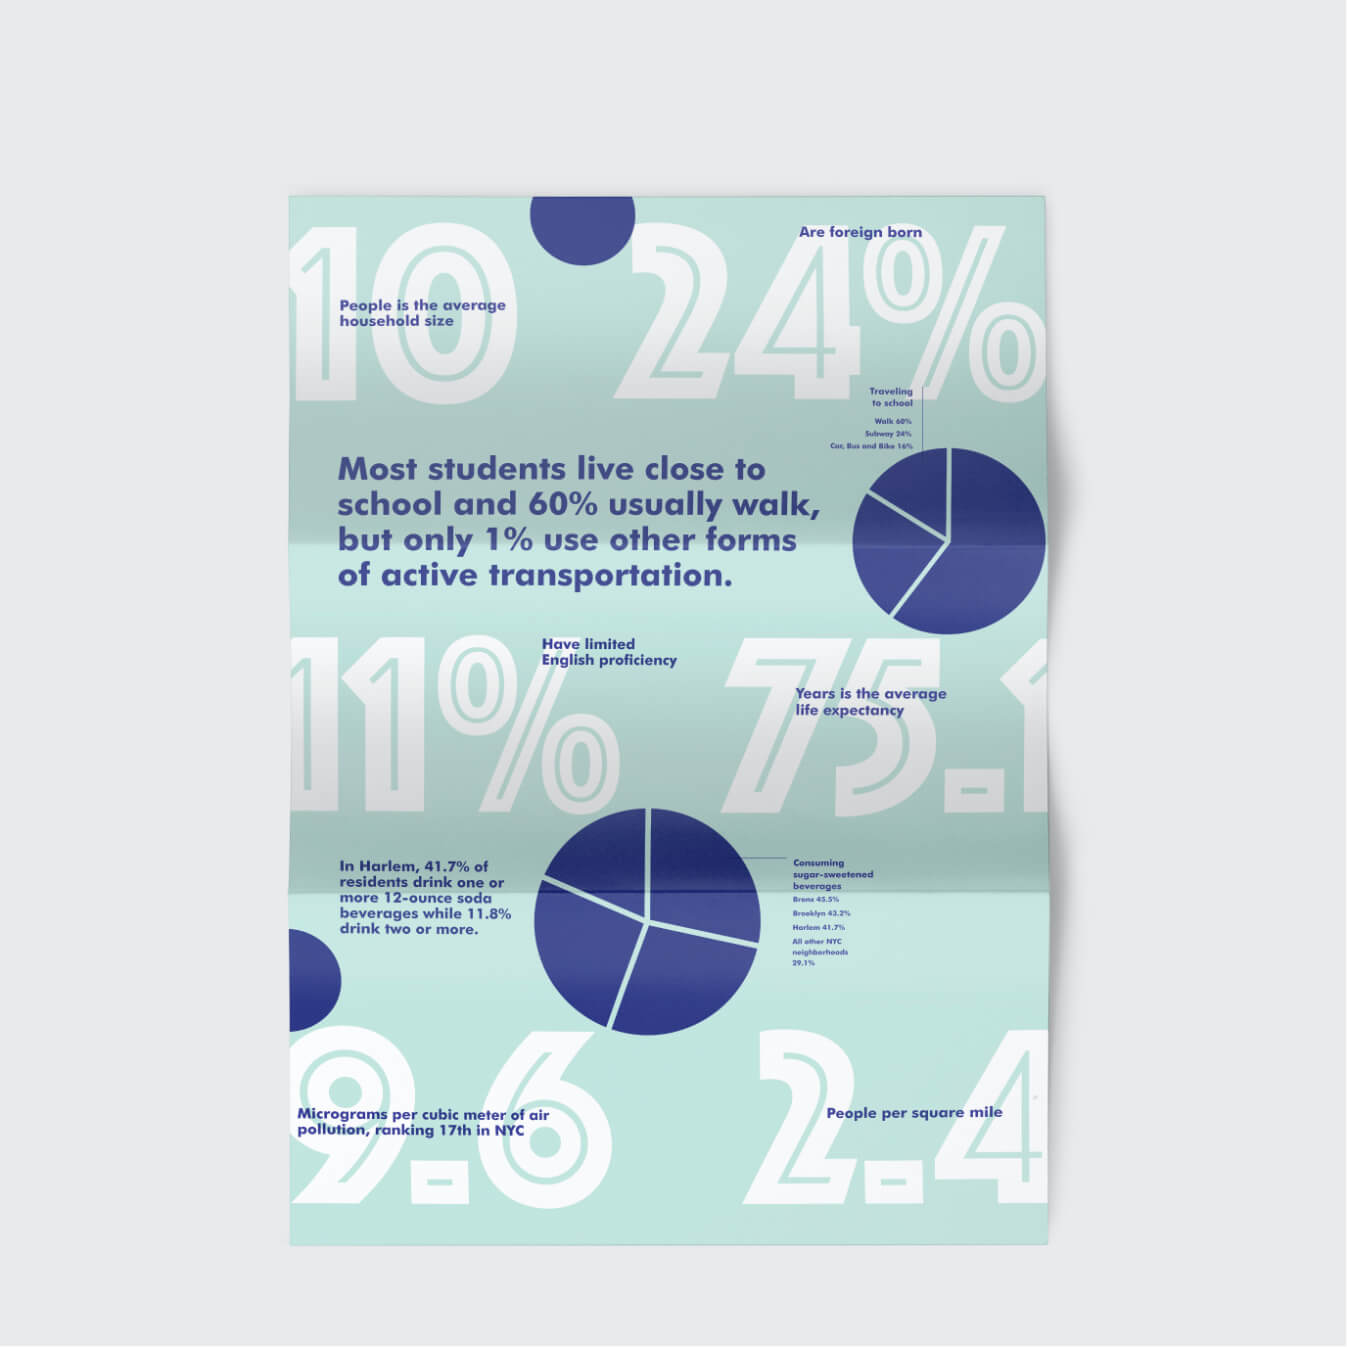 10
People is the average
household size
24%
Are foreign born
Traveling
to school
Walk 60%
Subway 24%
Car, Bus and Bike 16%
Most students live close to
school and 60% usually walk,
but only 1% use other forms
of active transportation.
11%
Have limited
English proficiency
75.1
Years is the average
life expectancy
In Harlem, 41.7% of
residents drink one or
more 12-ounce soda
beverages while 11.8%
drink two or more.
Consuming
sugar-sweetened
beverages
Bronx 45.5%
Brooklyn 43.2%
Harlem 41.7%
All other NYC
neighborhoods
29.1%
9.6
Micrograms per cubic meter of air
pollution, ranking 17th in NYC
2.4
People per square mile